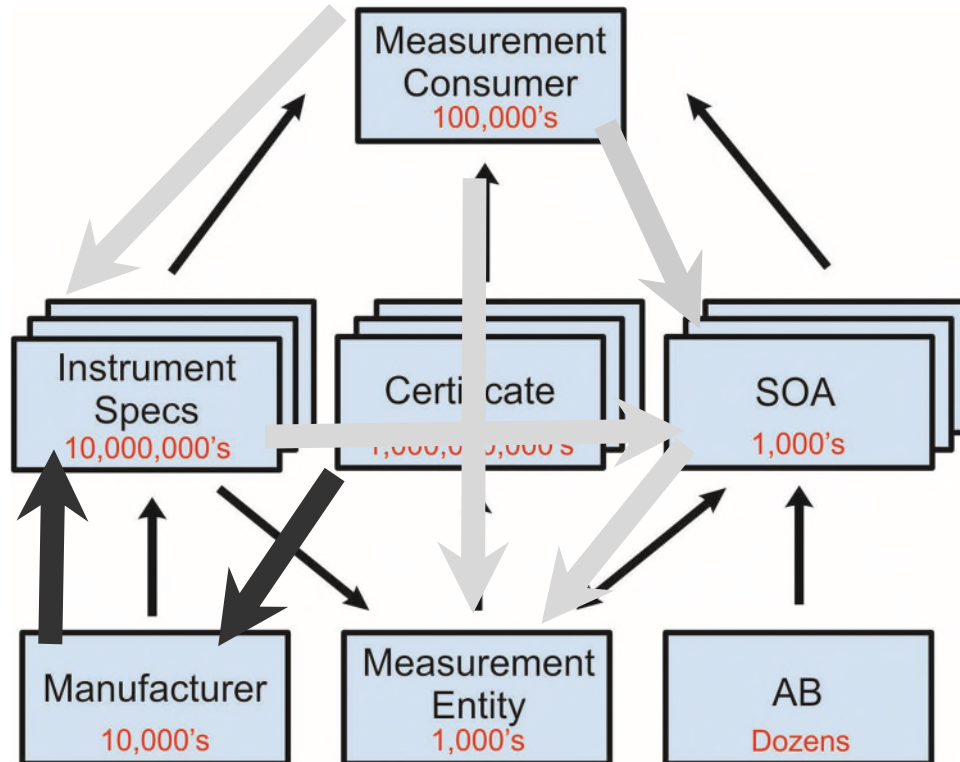 Measurement
Consumer
100,000's
Instrument
Specs
10,000,000's
Certificate
SOA
1,000's
Manufacturer
10,000's
Measurement
Entity
1,000's
AB
Dozens